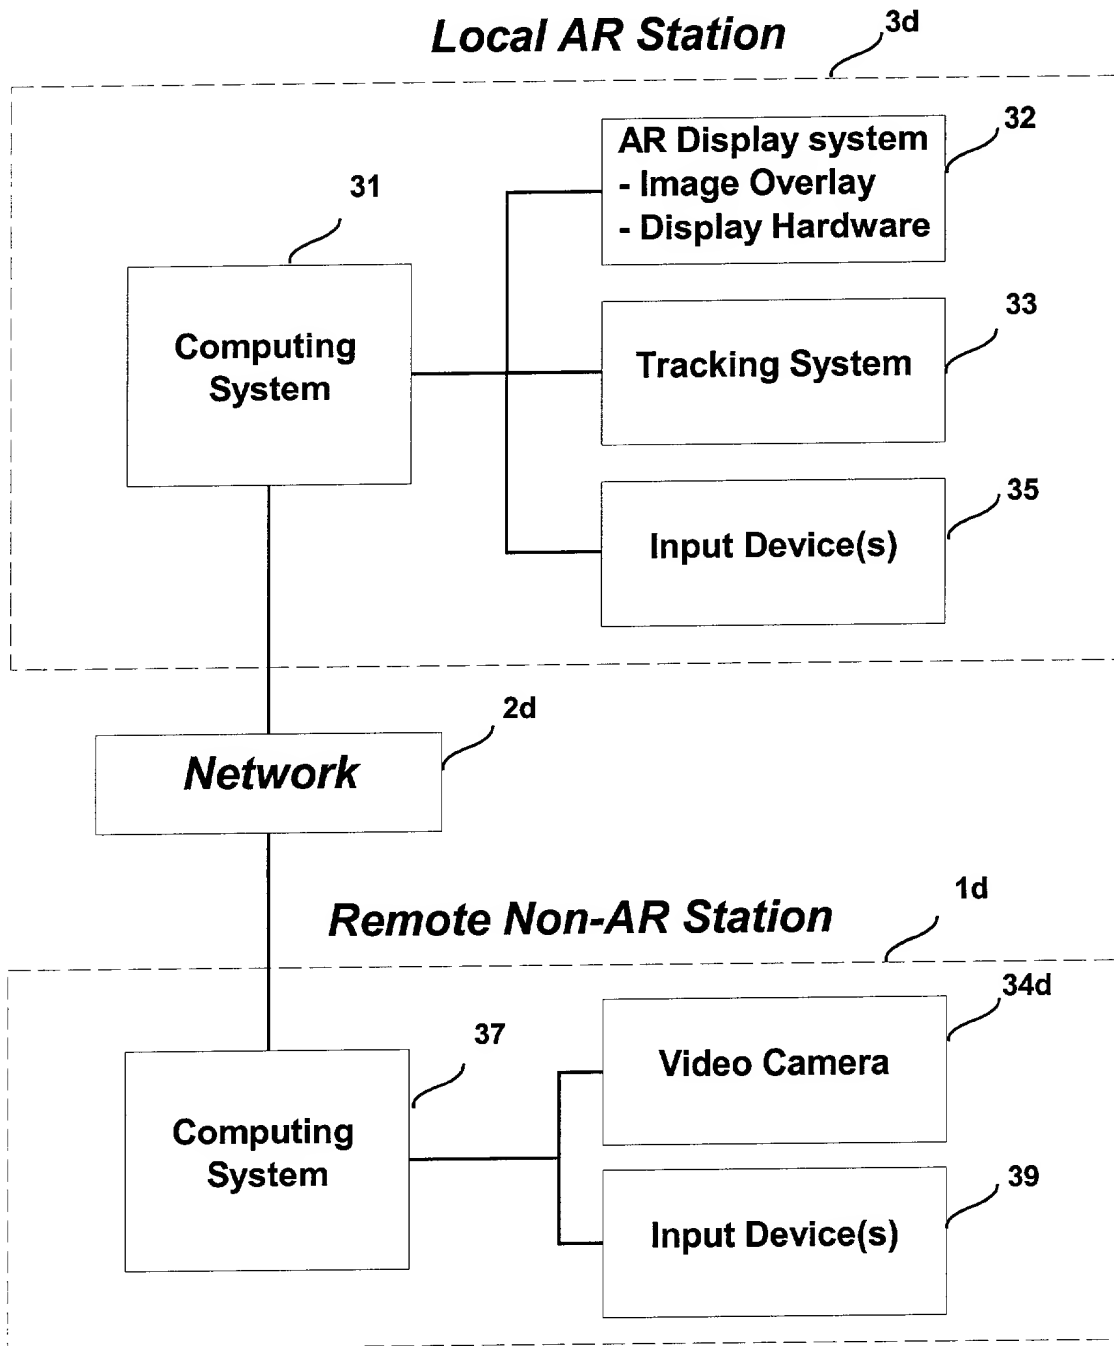 Local AR Station
3d
32
AR Display system
- Image Overlay
- Display Hardware
31
Computing
System
33
Tracking System
35
Input Device(s)
2d
Network
1d
Remote Non-AR Station
34d
Video Camera
37
Computing
System
39
Input Device(s)